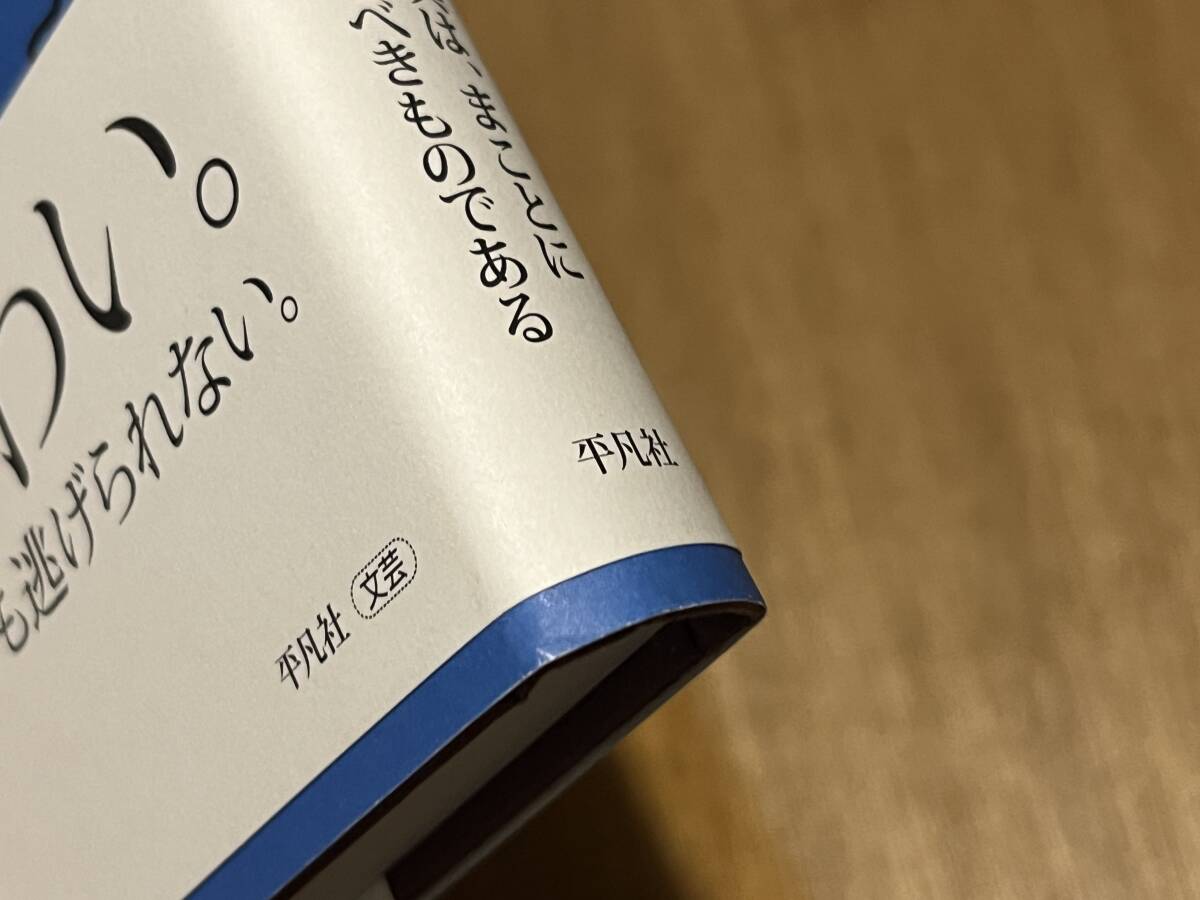 は、まことに
べきものである
平凡社
わい。
も逃げられない。
平凡社
文芸